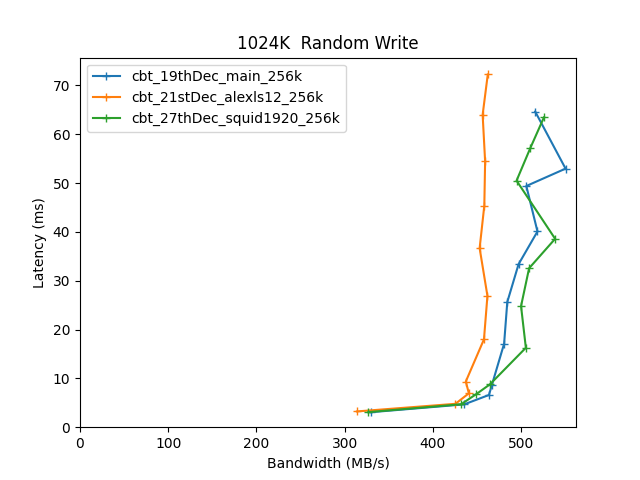 1024K  Random Write
cbt_19thDec_main_256k
cbt_21stDec_alexls12_256k
cbt_27thDec_squid1920_256k
Latency (ms)
70
60
50
40
30
20
10
0
0 100 200 300 400 500
Bandwidth (MB/s)